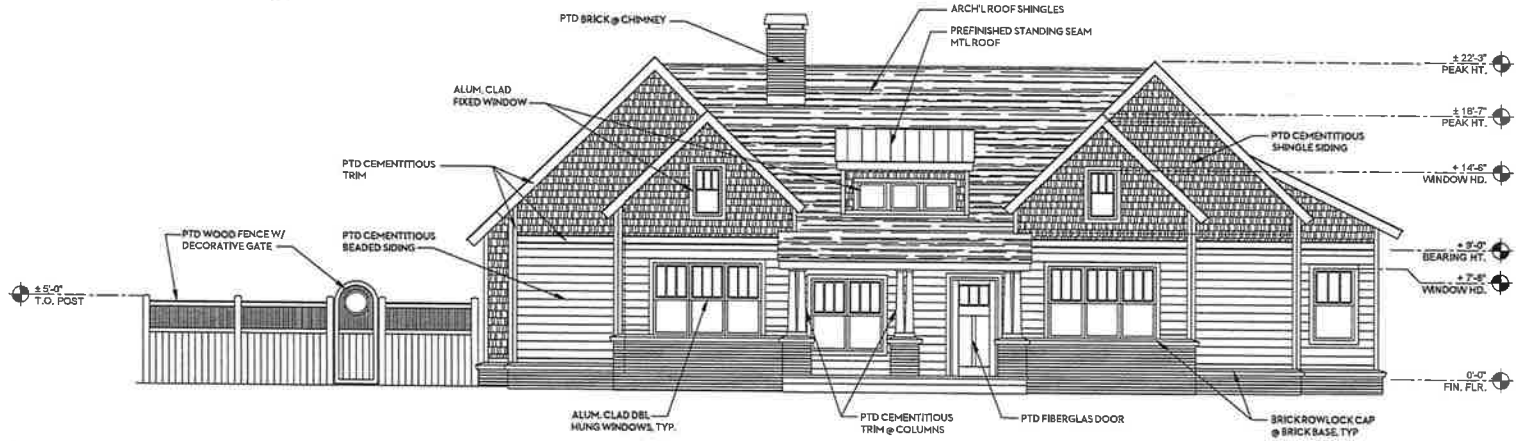 ARCH'L ROOF SHINGLES
PTD BRICK @ CHIMNEY
PREFINISHED STANDING SEAM
MTL ROOF
± 22'-3"
PEAK HT.
ALUM. CLAD
FIXED WINDOW
± 18'-7"
PEAK HT.
PTD CEMENTITIOUS
SHINGLE SIDING
PTD CEMENTITIOUS
TRIM
+ 14'-6"
WINDOW HD.
PTD WOOD FENCE W/
DECORATIVE GATE
PTD CEMENTITIOUS
BEADED SIDING
+ 9'-0"
BEARING HT.
+ 7'-8"
WINDOW HD.
± 5'-0"
T.O. POST
0'-0"
FIN. FLR.
ALUM. CLAD DBL
HUNG WINDOWS, TYP.
PTD CEMENTITIOUS
TRIM @ COLUMNS
PTD FIBERGLAS DOOR
BRICK ROWLOCK CAP
@ BRICK BASE, TYP